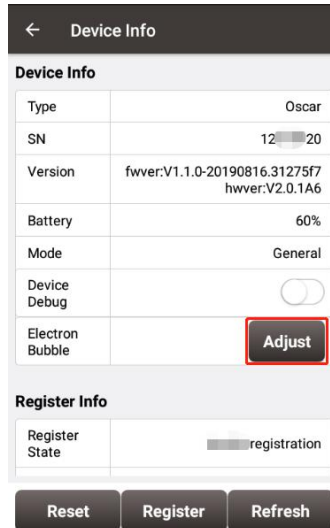 ← Device Info
Device Info
Type Oscar
SN 12 20
Version fwver:V1.1.0-20190816.31275f7
hwver:V2.0.1A6
Battery 60%
Mode General
Device
Debug
Electron
Bubble Adjust
Register Info
Register
State registration
Reset Register Refresh